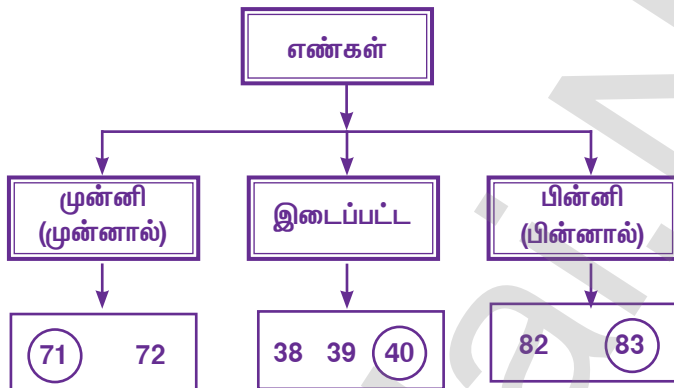 எண்கள்
முன்னி
(முன்னால்)
இடைப்பட்ட
பின்னி
(பின்னால்)
71 72
38 39 40
82 83